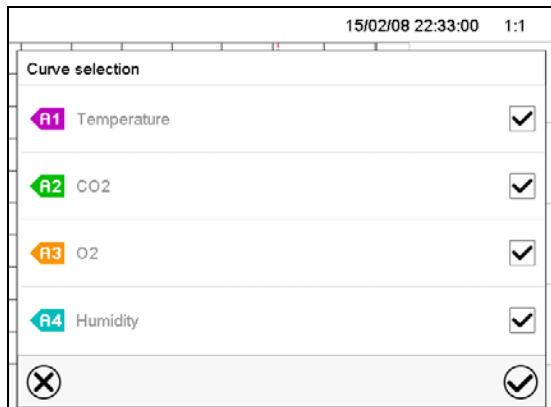 15/02/08 22:33:00 1:1
Curve selection
A1 Temperature
A2 CO2
A3 O2
A4 Humidity